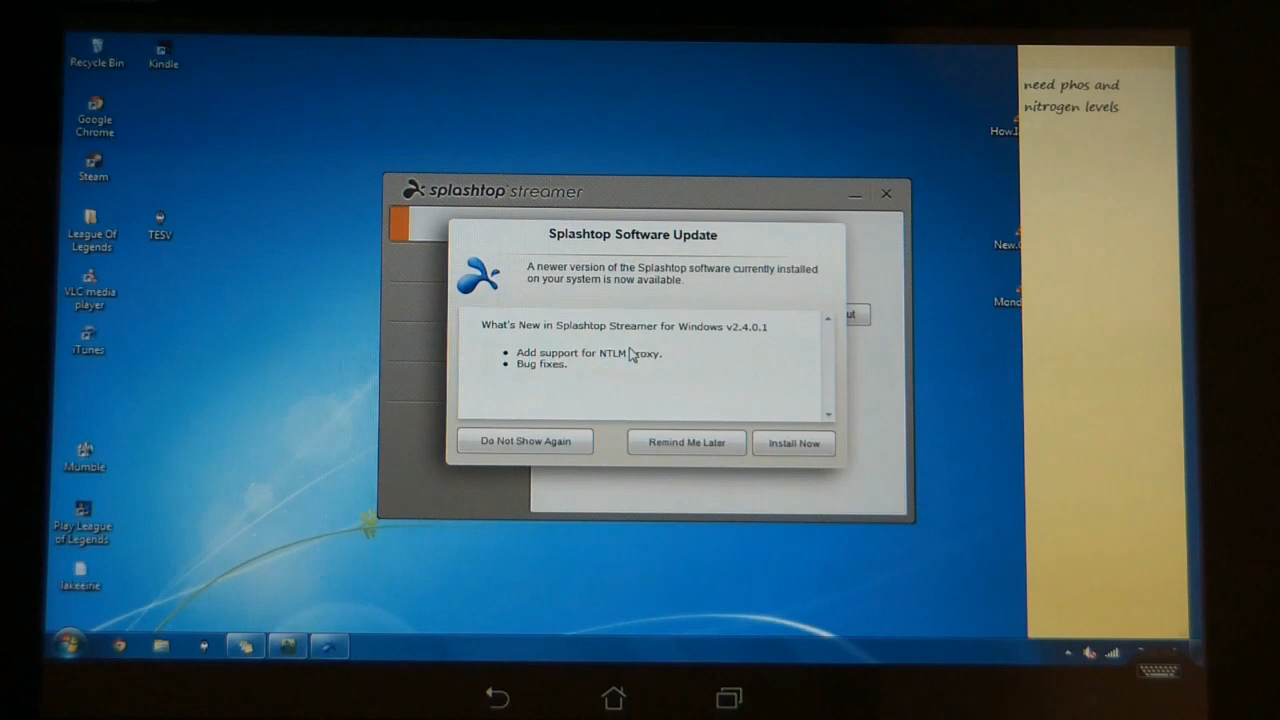 Recycle Bin
Kindle
Google
Chrome
Steam
League Of
Legends
TESV
VLC media
player
iTunes
Mumble
Play League
of Legends
lakeerie
splashtop streamer
Splashtop Software Update
A newer version of the Splashtop software currently installed
on your system is now available.
What's New in Splashtop Streamer for Windows v2.4.0.1
• Add support for NTLM Proxy.
• Bug fixes.
Do Not Show Again
Remind Me Later
Install Now
need phos and
nitrogen levels